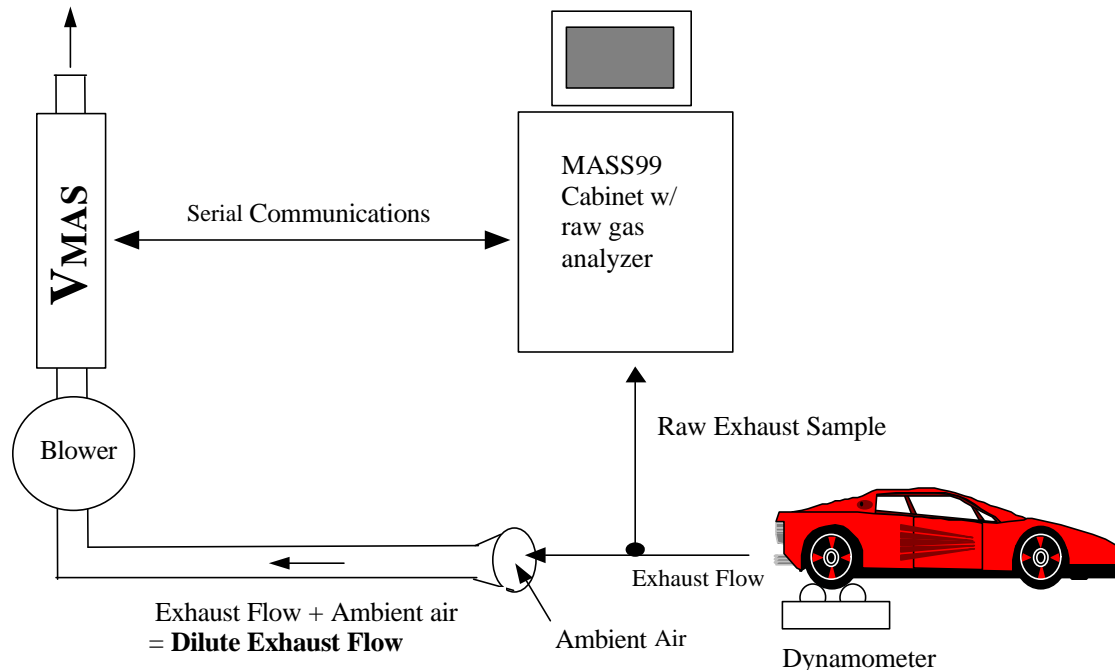 VMAS
Serial Communications
MASS99
Cabinet w/
raw gas
analyzer
Blower
Raw Exhaust Sample
Exhaust Flow
Exhaust Flow + Ambient air
= Dilute Exhaust Flow
Ambient Air
Dynamometer